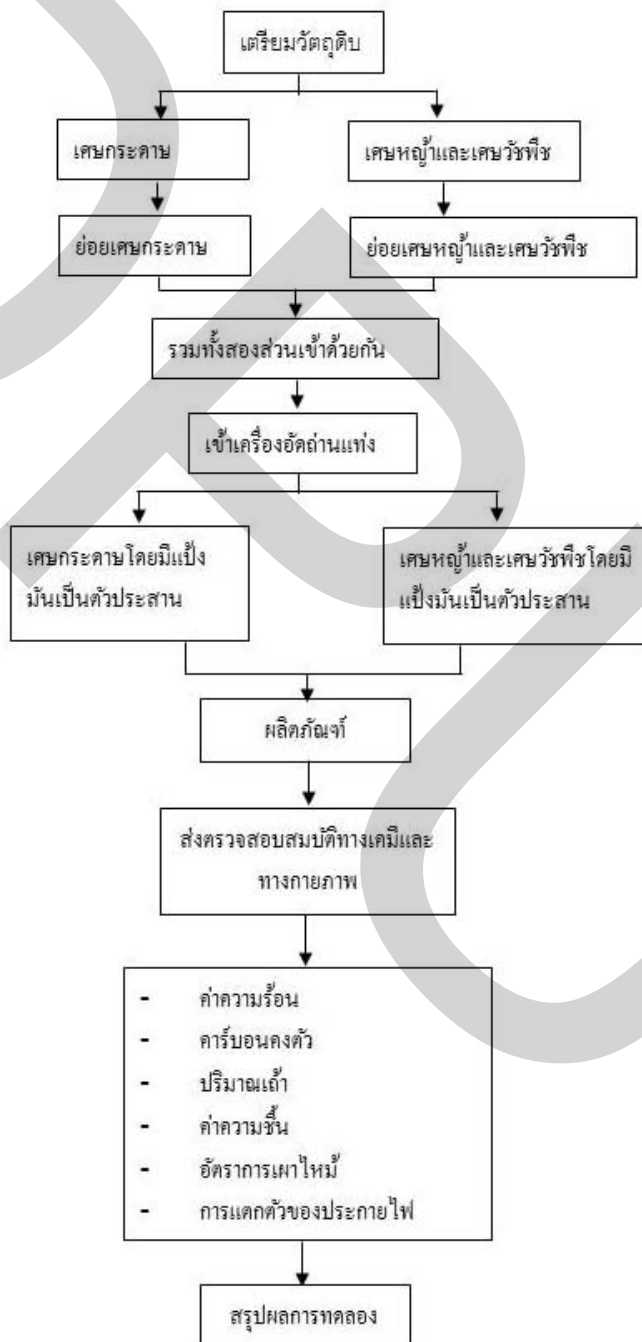 เตรียมวัตถุดิบ
เศษกระดาษ
เศษหญ้าและเศษวัชพืช
ย่อยเศษกระดาษ
ย่อยเศษหญ้าและเศษวัชพืช
รวมทั้งสองส่วนเข้าด้วยกัน
เข้าเครื่องอัดถ่านแท่ง
เศษกระดาษโดยมีแป้ง
มันเป็นตัวประสาน
เศษหญ้าและเศษวัชพืชโดยมี
แป้งมันเป็นตัวประสาน
ผลิตภัณฑ์
ส่งตรวจสอบสมบัติทางเคมีและ
ทางกายภาพ
- ค่าความร้อน
- คาร์บอนคงตัว
- ปริมาณเถ้า
- ค่าความชื้น
- อัตราการเผาไหม้
- การแตกตัวของประกายไฟ
สรุปผลการทดลอง